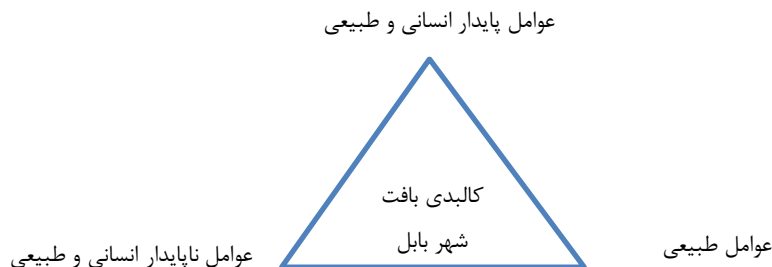 عوامل پایدار انسانی و طبیعی
کالبدی بافت
شهر بابل
عوامل طبیعی
عوامل ناپایدار انسانی و طبیعی